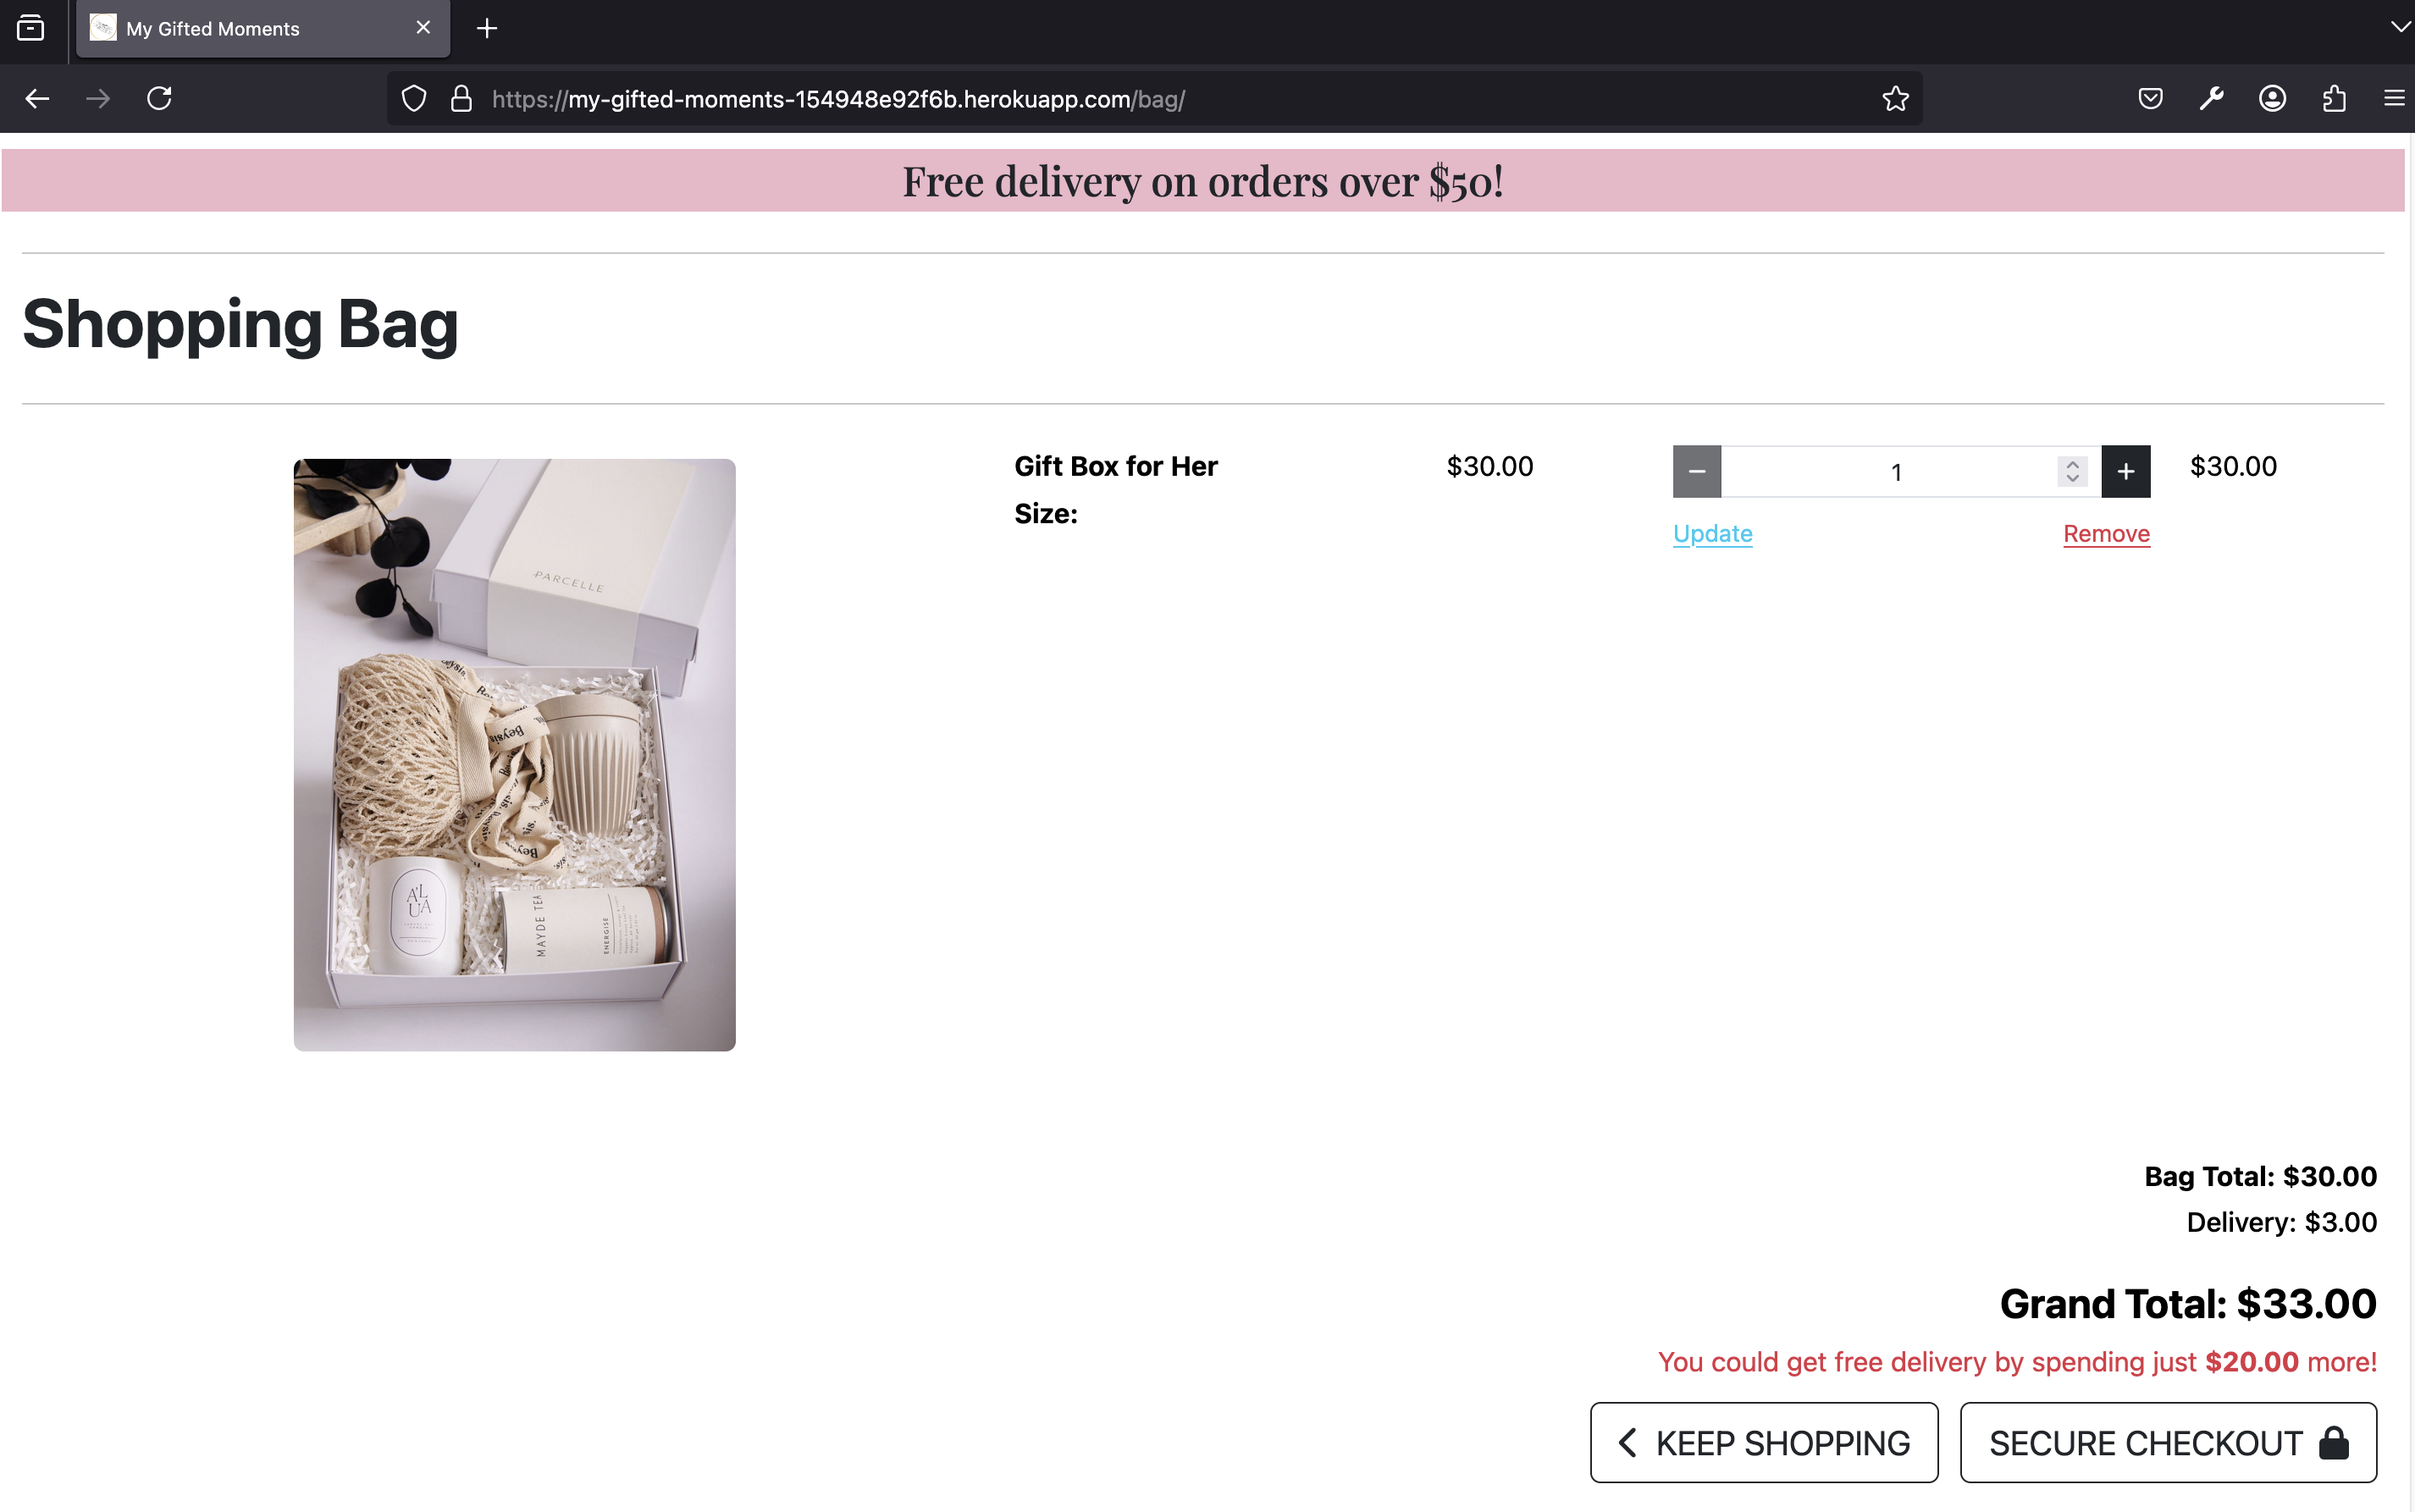 My Gifted Moments
https://my-gifted-moments-154948e92f6b.herokuapp.com/bag/
Free delivery on orders over $50!
Shopping Bag
Gift Box for Her
$30.00
1
$30.00
Size:
Update
Remove
PARCELLE
Beysis.
A'L
UA
MAYDE TEA
ENERGISE
Bag Total: $30.00
Delivery: $3.00
Grand Total: $33.00
You could get free delivery by spending just $20.00 more!
KEEP SHOPPING
SECURE CHECKOUT